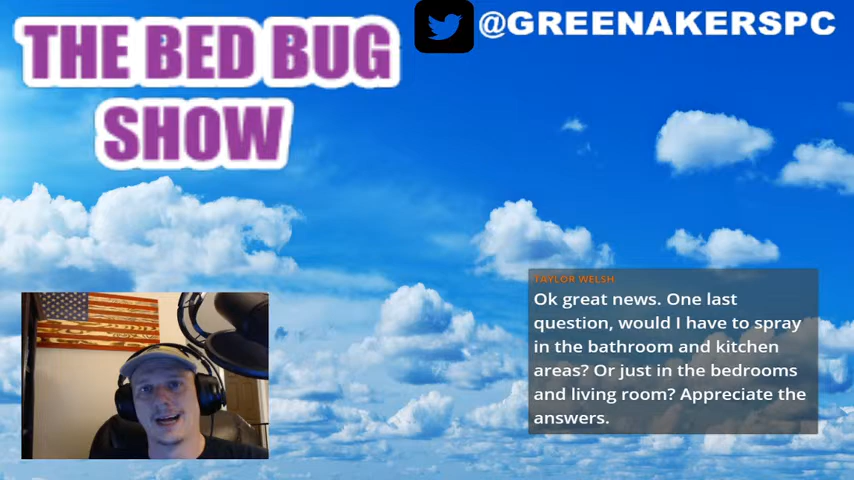 THE BED BUG
SHOW
@GREENAKERSPC
TAYLOR WELSH
Ok great news. One last
question, would I have to spray
in the bathroom and kitchen
areas? Or just in the bedrooms
and living room? Appreciate the
answers.